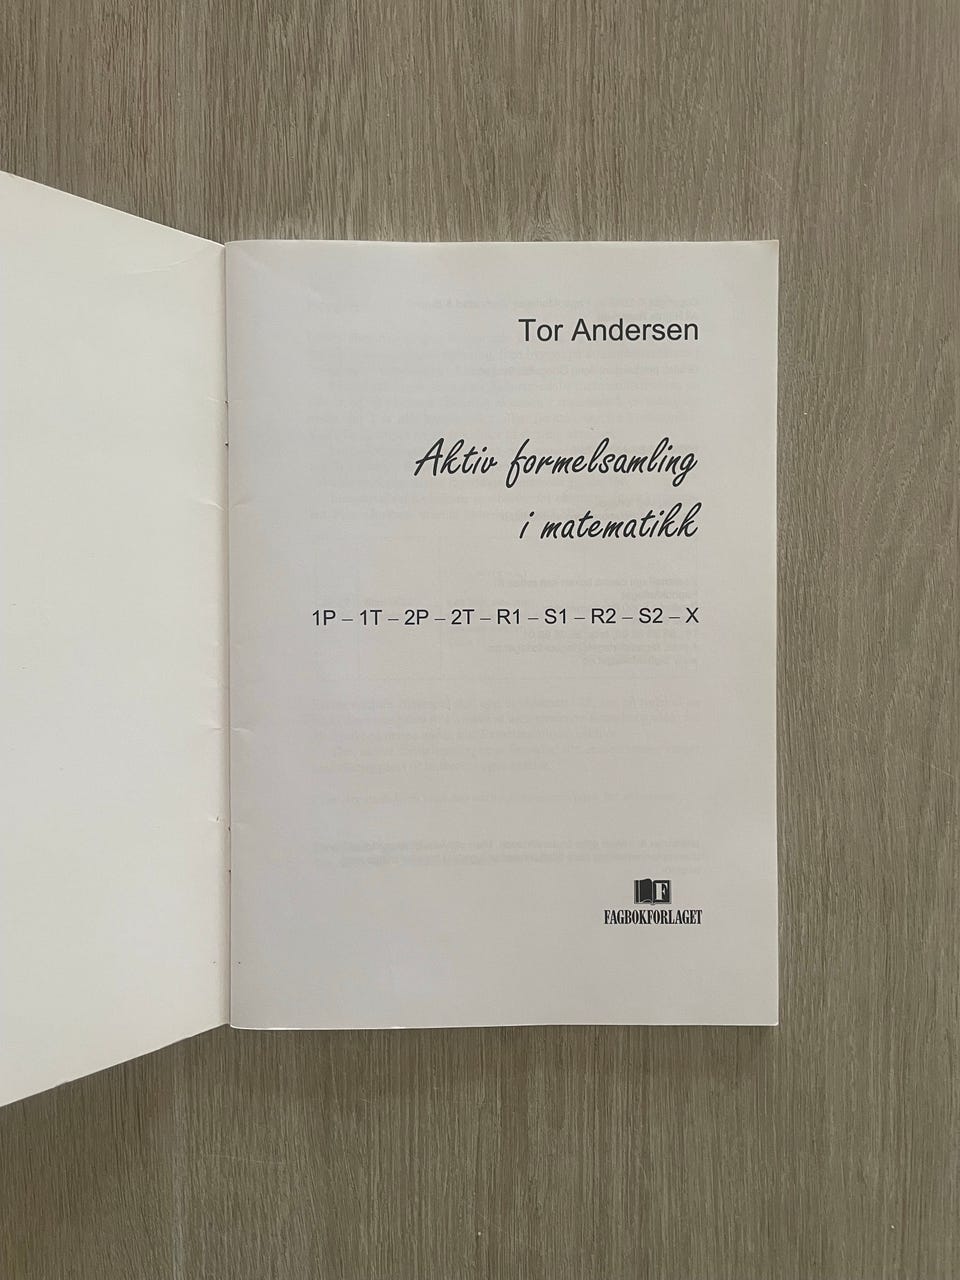 Tor Andersen
Aktiv formelsamling
i matematikk
1P – 1T – 2P – 2T – R1 – S1 – R2 – S2 – X
F
FAGBOKFORLAGET